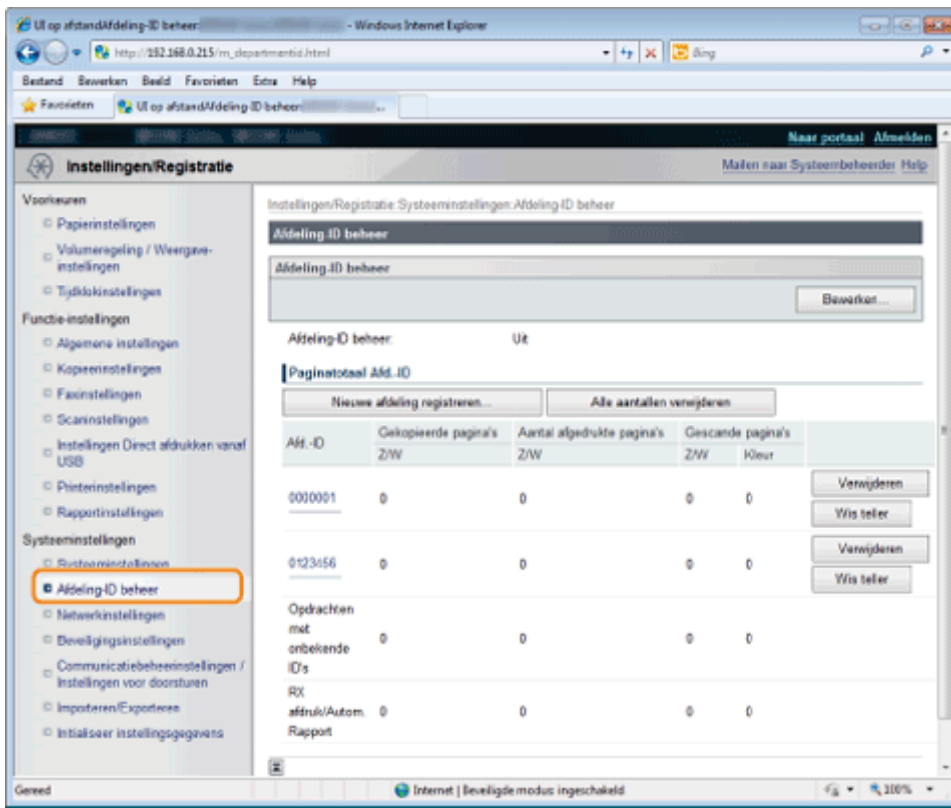 UI op afstandAfdeling-ID beheer: - Windows Internet Explorer
http://192.168.0.215/m_departmentid.html
Bing
Bestand Bewerken Beeld Favorieten Extra Help
Favorieten UI op afstandAfdeling-ID beheer: ...
Naar portaal Afmelden
Instellingen/Registratie
Mailen naar Systeembeheerder Help
Voorkeuren
Papierinstellingen
Volumeregeling / Weergave-
instellingen
Tijdklokinstellingen
Functie-instellingen
Algemene instellingen
Kopieerinstellingen
Faxinstellingen
Scaninstellingen
Instellingen Direct afdrukken vanaf
USB
Printerinstellingen
Rapportinstellingen
Systeeminstellingen
Systeeminstellingen
Afdeling-ID beheer
Netwerkinstellingen
Beveiligingsinstellingen
Communicatiebeheerinstellingen /
Instellingen voor doorsturen
Importeren/Exporteren
Initialiseer instellingsgegevens
Instellingen/Registratie:Systeeminstellingen:Afdeling-ID beheer
Afdeling-ID beheer
Afdeling-ID beheer
Bewerken...
Afdeling-ID beheer: Uit
Paginatotaal Afd.-ID
Nieuwe afdeling registreren... Alle aantallen verwijderen
Afd.-ID Gekopieerde pagina's Aantal afgedrukte pagina's Gescande pagina's
Z/W Z/W Z/W Kleur
0000001 0 0 0 0 Verwijderen
Wis teller
0123456 0 0 0 0 Verwijderen
Wis teller
Opdrachten
met
onbekende
ID's
0 0 0 0
RX
afdruk/Autom.
Rapport
0 0 0 0
Gereed Internet | Beveiligde modus: ingeschakeld 100%